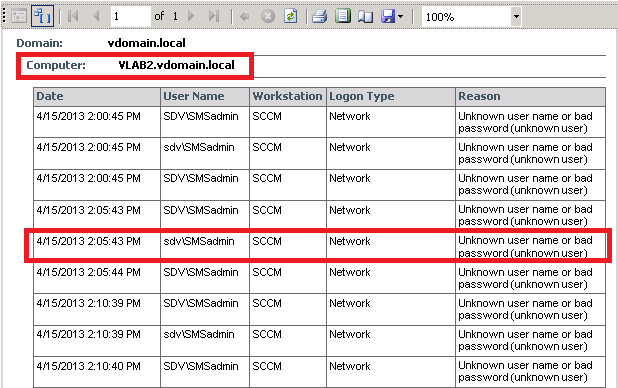 1 of 1 100%
Domain: vdomain.local
Computer: VLAB2.vdomain.local
Date User Name Workstation Logon Type Reason
4/15/2013 2:00:45 PM SDV\SMSadmin SCCM Network Unknown user name or bad
password (unknown user)
4/15/2013 2:00:45 PM sdv\SMSadmin SCCM Network Unknown user name or bad
password (unknown user)
4/15/2013 2:00:45 PM SDV\SMSadmin SCCM Network Unknown user name or bad
password (unknown user)
4/15/2013 2:05:43 PM SDV\SMSadmin SCCM Network Unknown user name or bad
password (unknown user)
4/15/2013 2:05:43 PM sdv\SMSadmin SCCM Network Unknown user name or bad
password (unknown user)
4/15/2013 2:05:44 PM SDV\SMSadmin SCCM Network Unknown user name or bad
password (unknown user)
4/15/2013 2:10:39 PM SDV\SMSadmin SCCM Network Unknown user name or bad
password (unknown user)
4/15/2013 2:10:39 PM sdv\SMSadmin SCCM Network Unknown user name or bad
password (unknown user)
4/15/2013 2:10:40 PM SDV\SMSadmin SCCM Network Unknown user name or bad
password (unknown user)